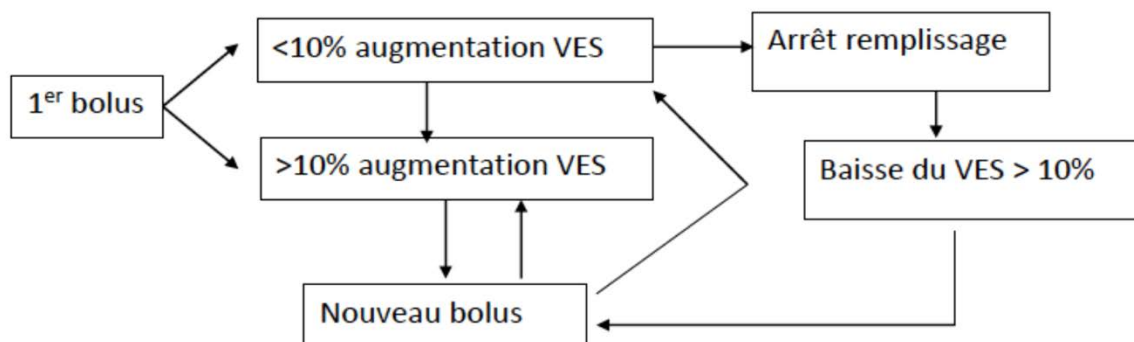 1er bolus
<10% augmentation VES
Arrêt remplissage
>10% augmentation VES
Baisse du VES > 10%
Nouveau bolus